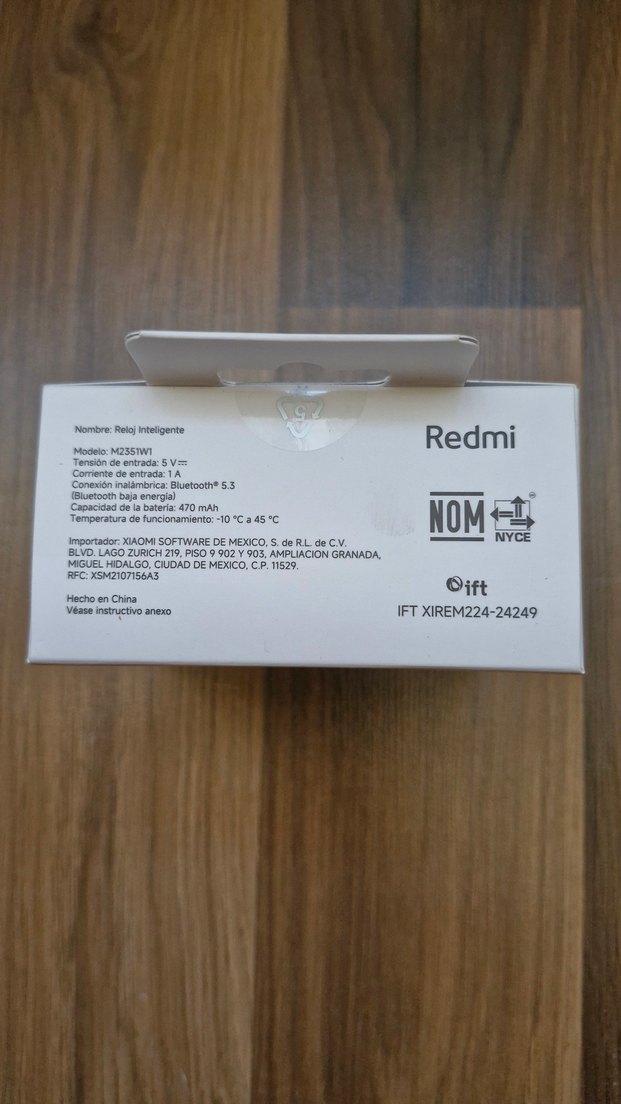 5
Nombre: Reloj Inteligente
Modelo: M2351W1
Tensión de entrada: 5 V⎓
Corriente de entrada: 1 A
Conexión inalámbrica: Bluetooth® 5.3
(Bluetooth baja energía)
Capacidad de la batería: 470 mAh
Temperatura de funcionamiento: -10 °C a 45 °C
Importador: XIAOMI SOFTWARE DE MEXICO, S. de R.L. de C.V.
BLVD. LAGO ZURICH 219, PISO 9 902 Y 903, AMPLIACION GRANADA,
MIGUEL HIDALGO, CIUDAD DE MEXICO, C.P. 11529.
RFC: XSM2107156A3
Hecho en China
Véase instructivo anexo
Redmi
NOM
NYCE
ift
IFT XIREM224-24249